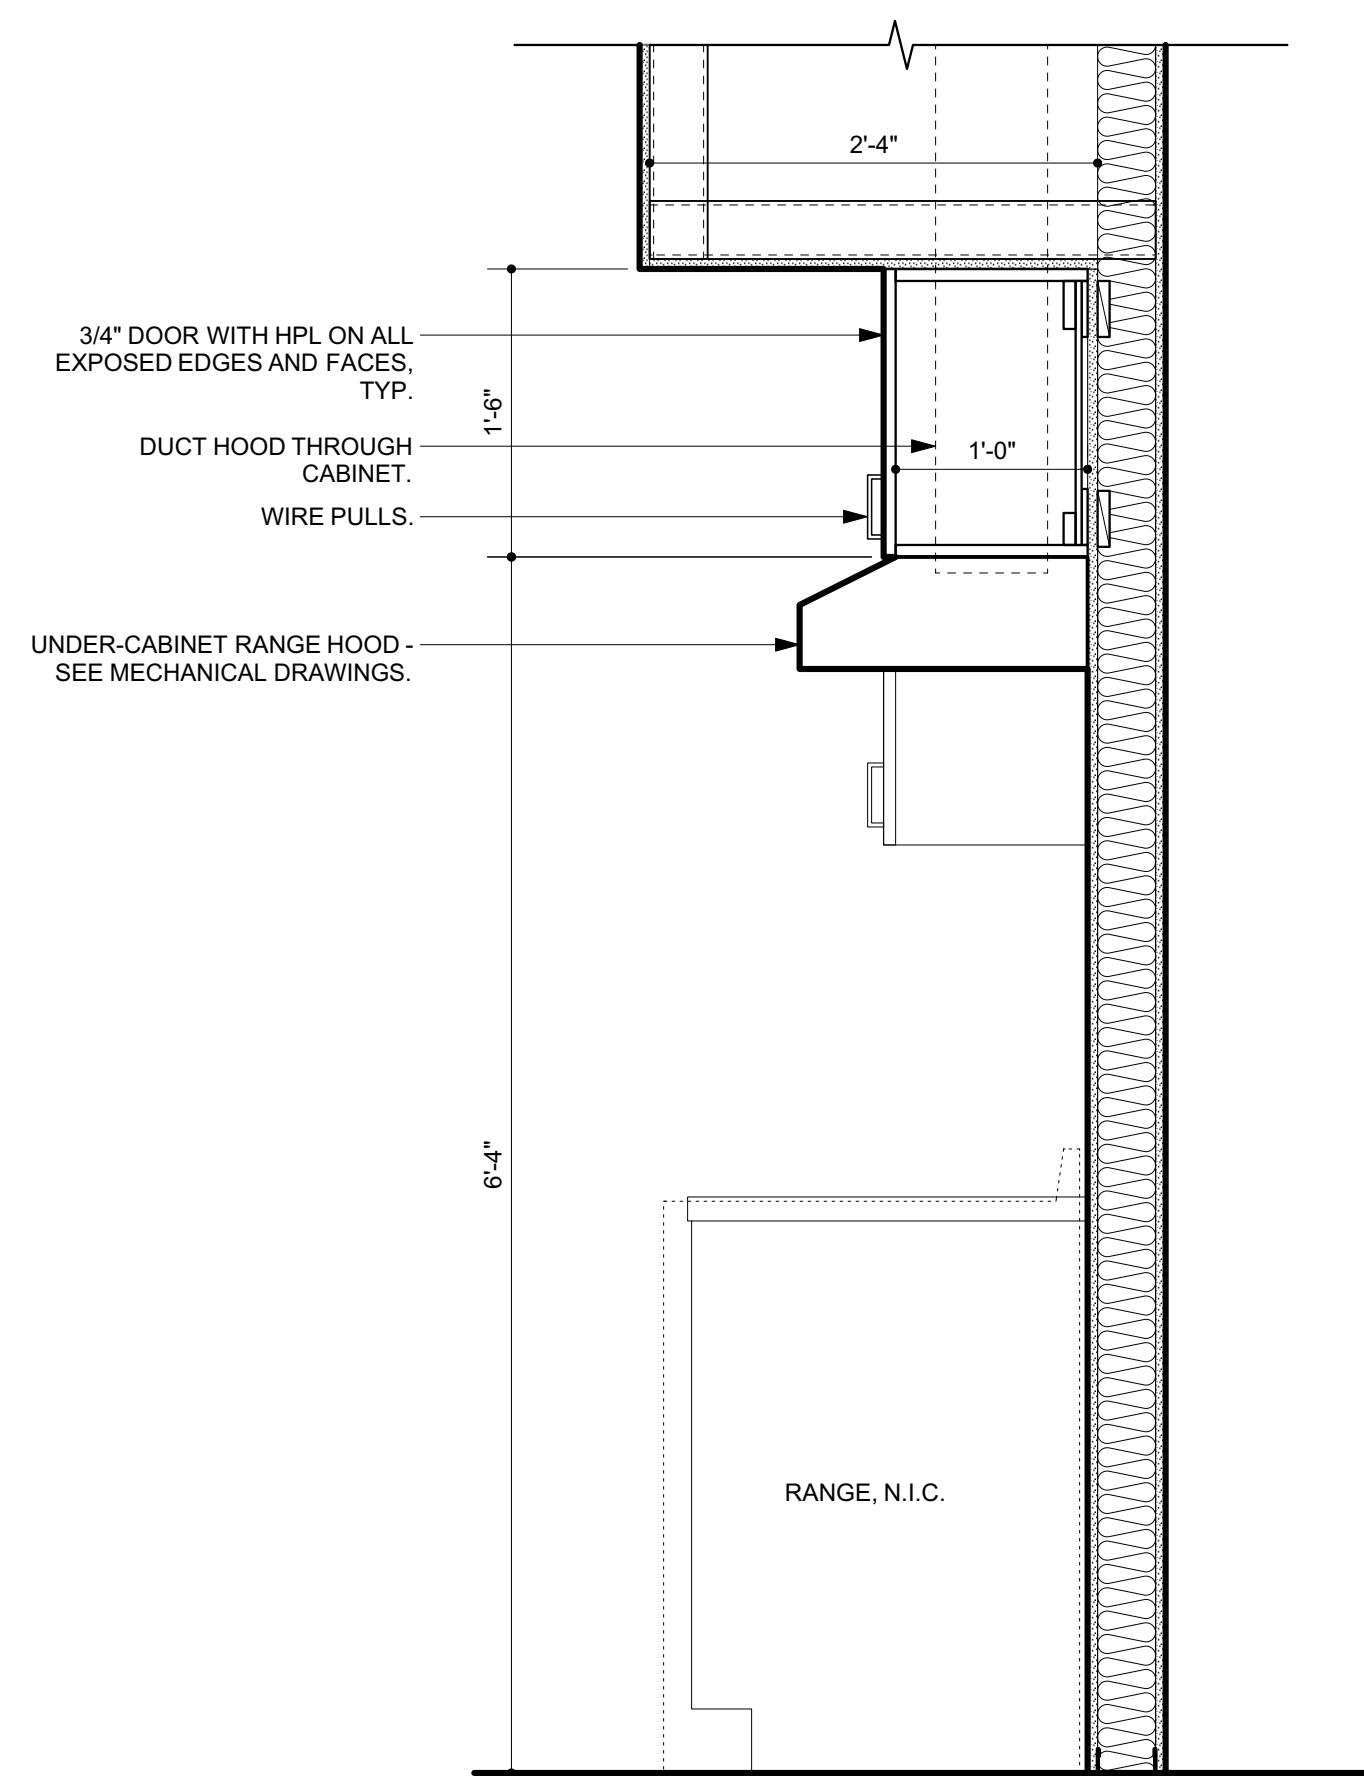 2'-4"
3/4" DOOR WITH HPL ON ALL
EXPOSED EDGES AND FACES,
TYP.
1'-6"
DUCT HOOD THROUGH
CABINET.
1'-0"
WIRE PULLS.
UNDER-CABINET RANGE HOOD -
SEE MECHANICAL DRAWINGS.
6'-4"
RANGE, N.I.C.